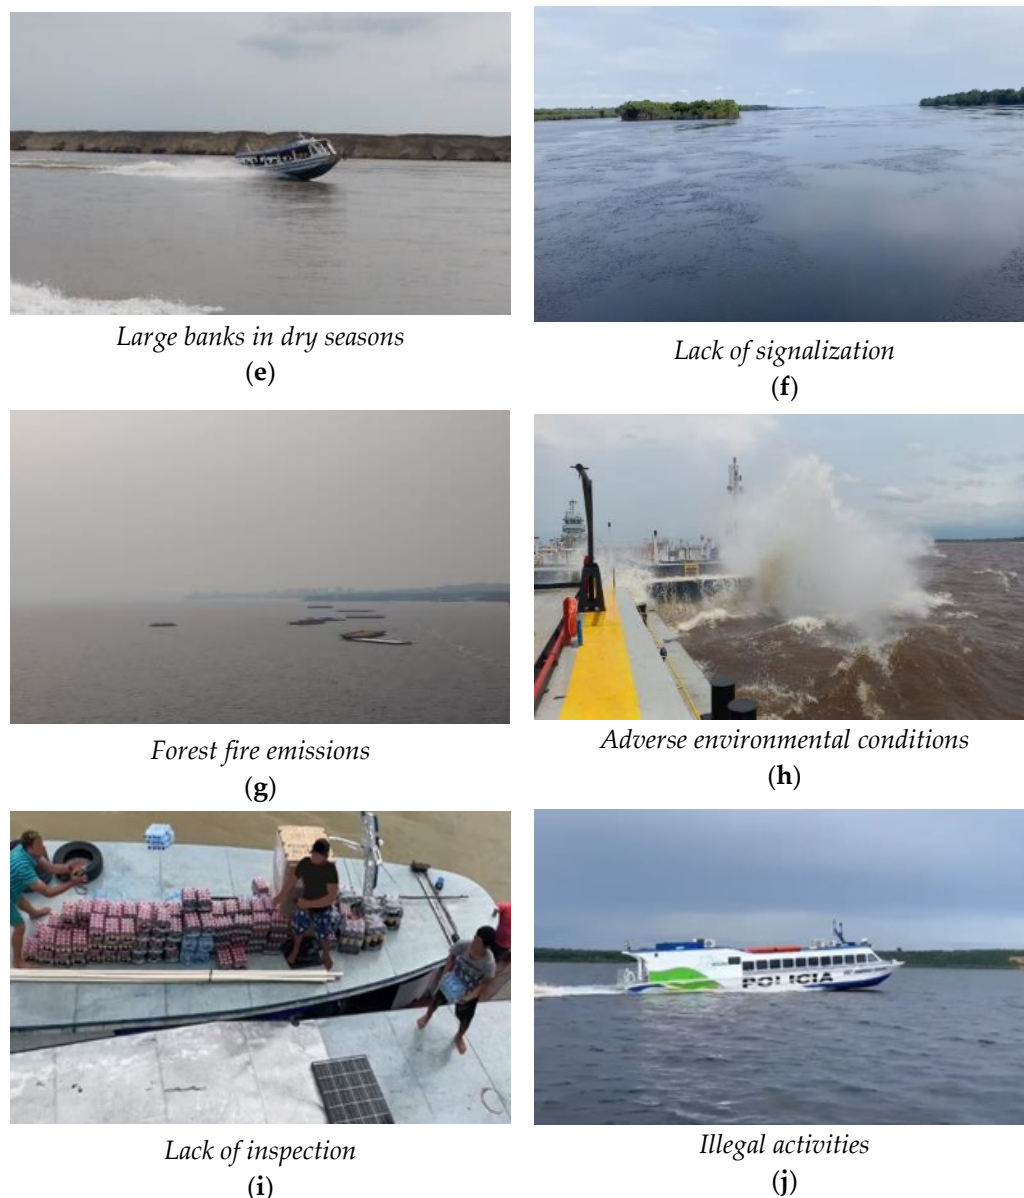 Large banks in dry seasons
(e)
Lack of signalization
(f)
Forest fire emissions
(g)
Adverse environmental conditions
(h)
POLICIA
Lack of inspection
(i)
Illegal activities
(j)